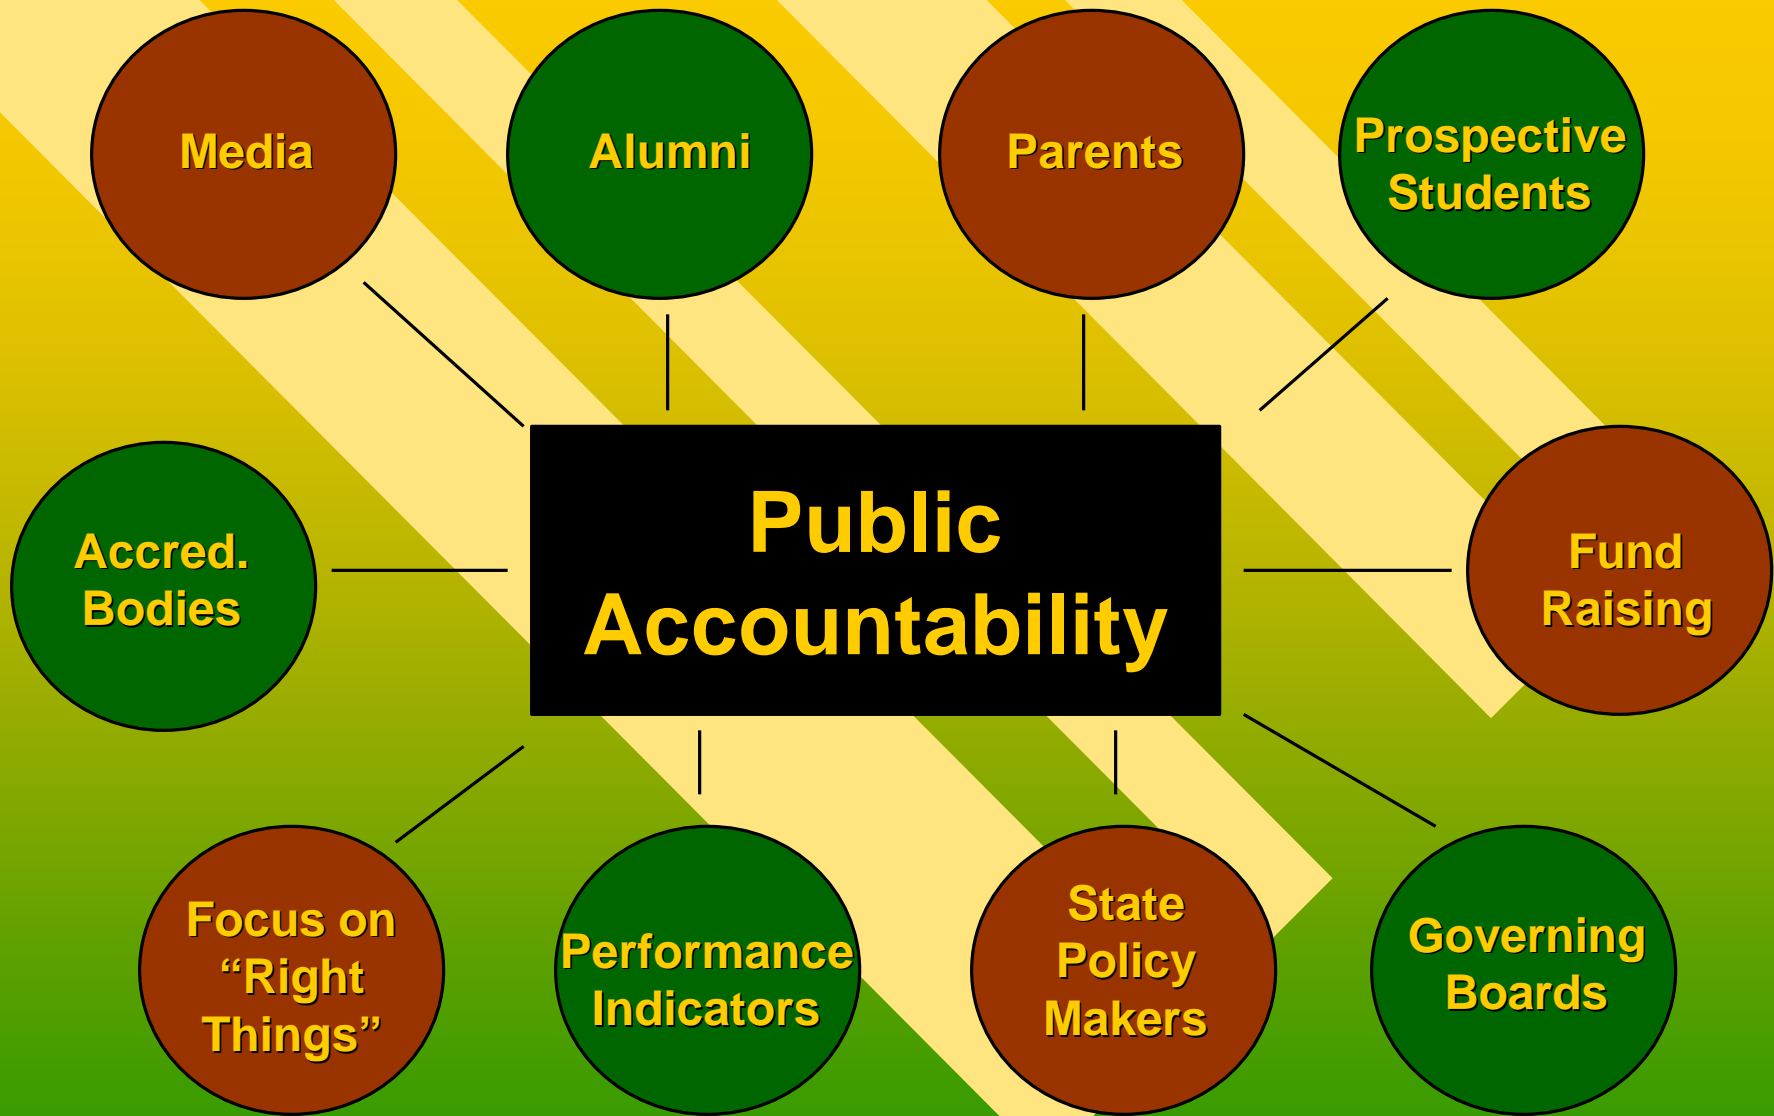 Media
Alumni
Parents
Prospective
Students
Accred.
Bodies
Public
Accountability
Fund
Raising
Focus on
“Right
Things”
Performance
Indicators
State
Policy
Makers
Governing
Boards